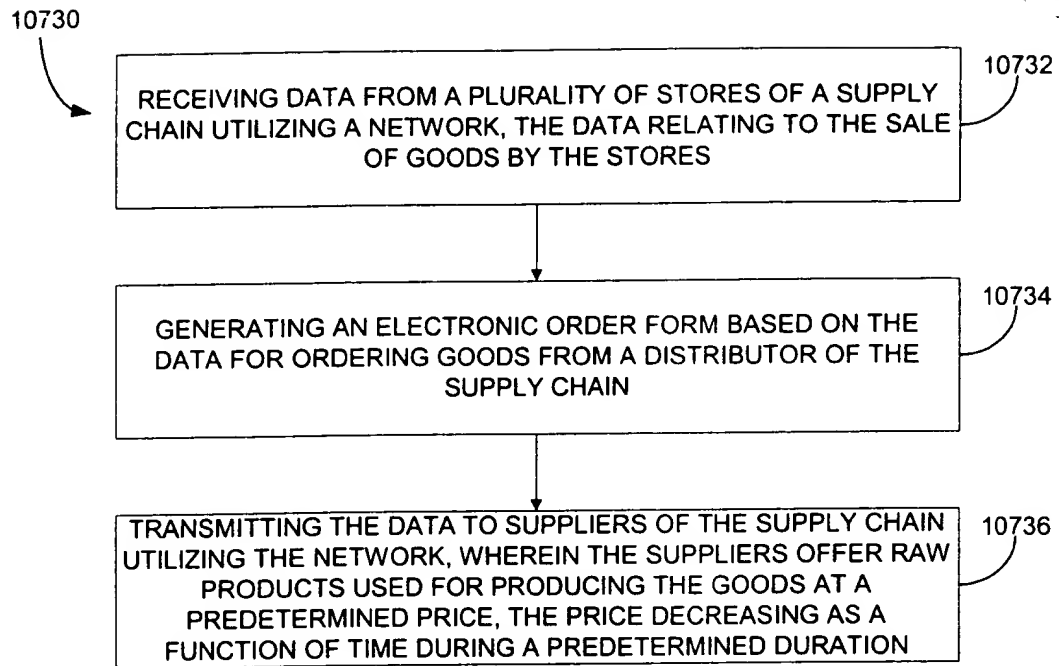 10730
10732
RECEIVING DATA FROM A PLURALITY OF STORES OF A SUPPLY
CHAIN UTILIZING A NETWORK, THE DATA RELATING TO THE SALE
OF GOODS BY THE STORES
10734
GENERATING AN ELECTRONIC ORDER FORM BASED ON THE
DATA FOR ORDERING GOODS FROM A DISTRIBUTOR OF THE
SUPPLY CHAIN
10736
TRANSMITTING THE DATA TO SUPPLIERS OF THE SUPPLY CHAIN
UTILIZING THE NETWORK, WHEREIN THE SUPPLIERS OFFER RAW
PRODUCTS USED FOR PRODUCING THE GOODS AT A
PREDETERMINED PRICE, THE PRICE DECREASING AS A
FUNCTION OF TIME DURING A PREDETERMINED DURATION